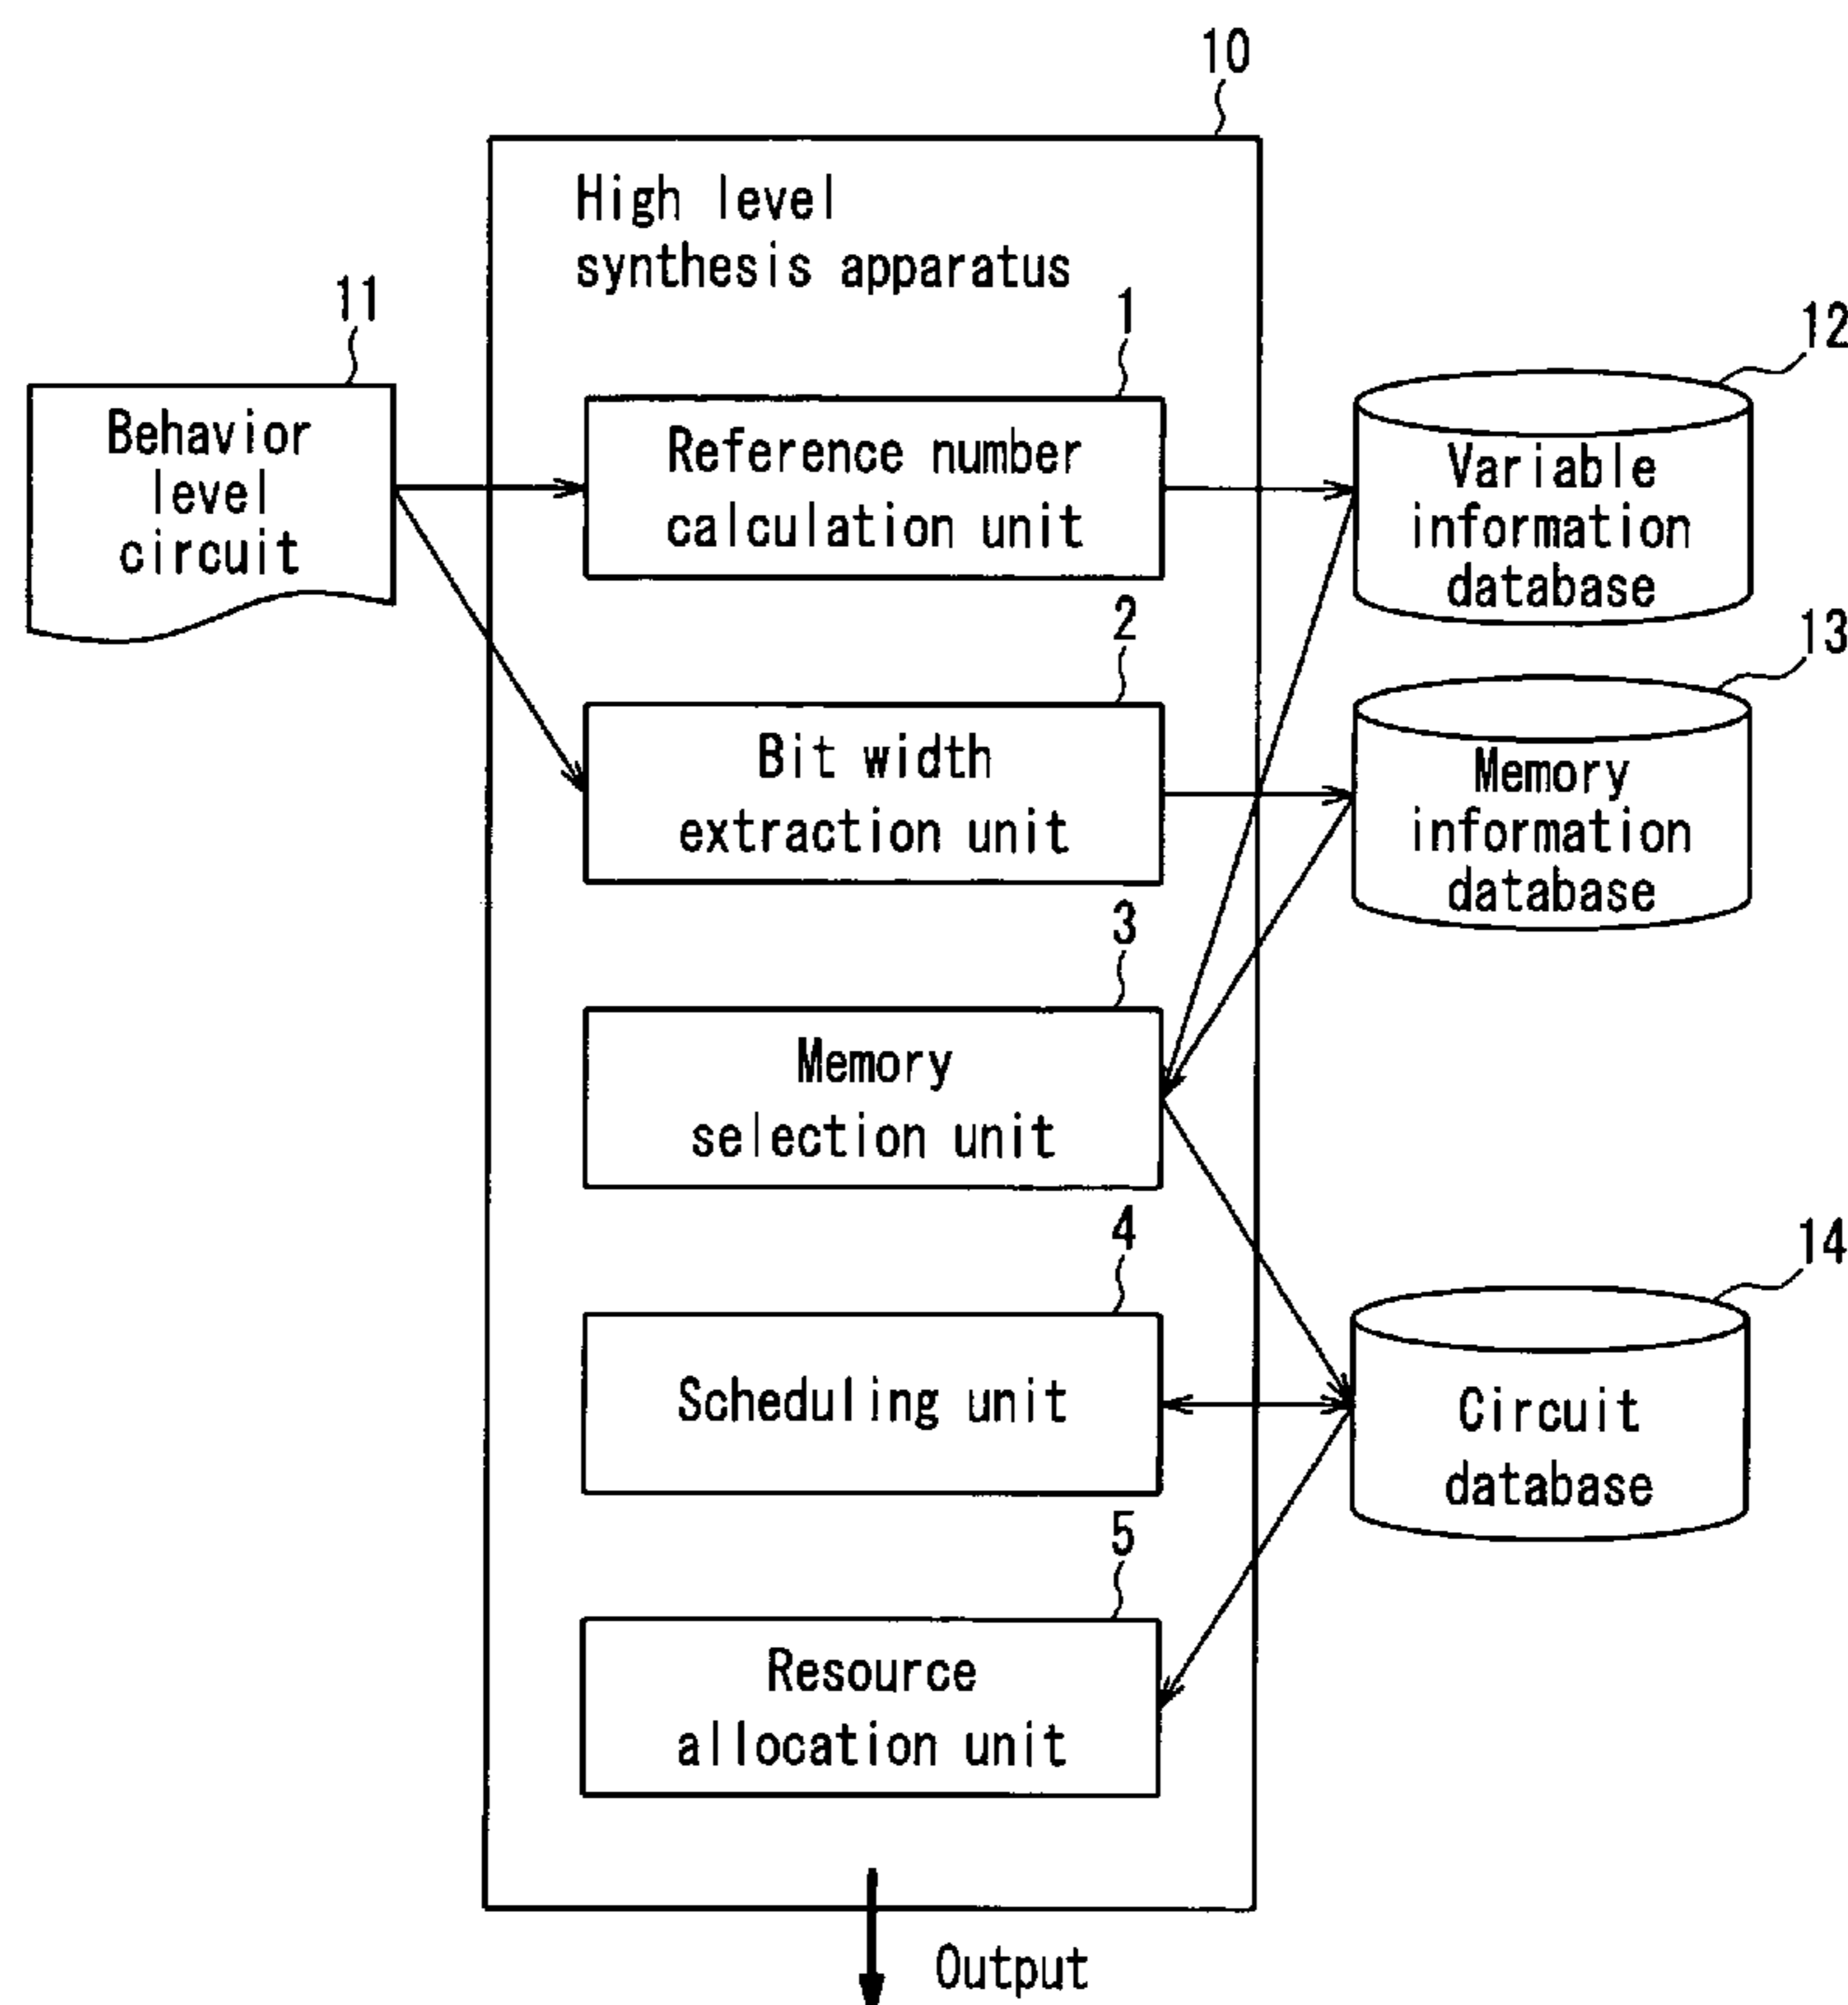 10
High level
synthesis apparatus
11
Behavior
level
circuit
1
Reference number
calculation unit
12
Variable
information
database
2
Bit width
extraction unit
13
Memory
information
database
3
Memory
selection unit
4
Scheduling unit
14
Circuit
database
5
Resource
allocation unit
Output